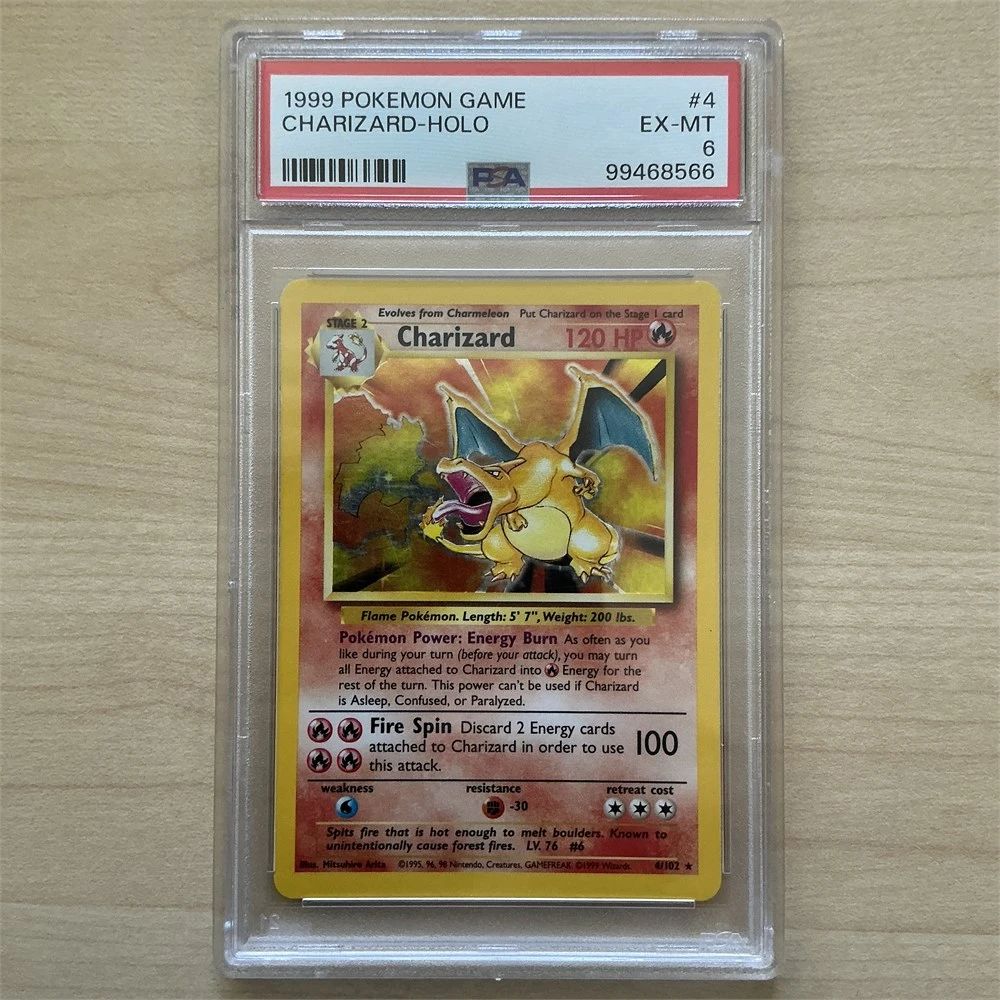 1999 POKEMON GAME #4
CHARIZARD-HOLO EX-MT
6
PSA 99468566
Evolves from Charmeleon Put Charizard on the Stage 1 card
STAGE 2
Charizard 120 HP
Flame Pokémon. Length: 5' 7", Weight: 200 lbs.
Pokémon Power: Energy Burn As often as you
like during your turn (before your attack), you may turn
all Energy attached to Charizard into Energy for the
rest of the turn. This power can't be used if Charizard
is Asleep, Confused, or Paralyzed.
Fire Spin Discard 2 Energy cards
attached to Charizard in order to use 100
this attack.
weakness resistance retreat cost
-30
Spits fire that is hot enough to melt boulders. Known to
unintentionally cause forest fires. LV. 76 #6
Illus. Mitsuhiro Arita ©1995, 96, 98 Nintendo, Creatures, GAMEFREAK. ©1999 Wizards. 4/102 ★